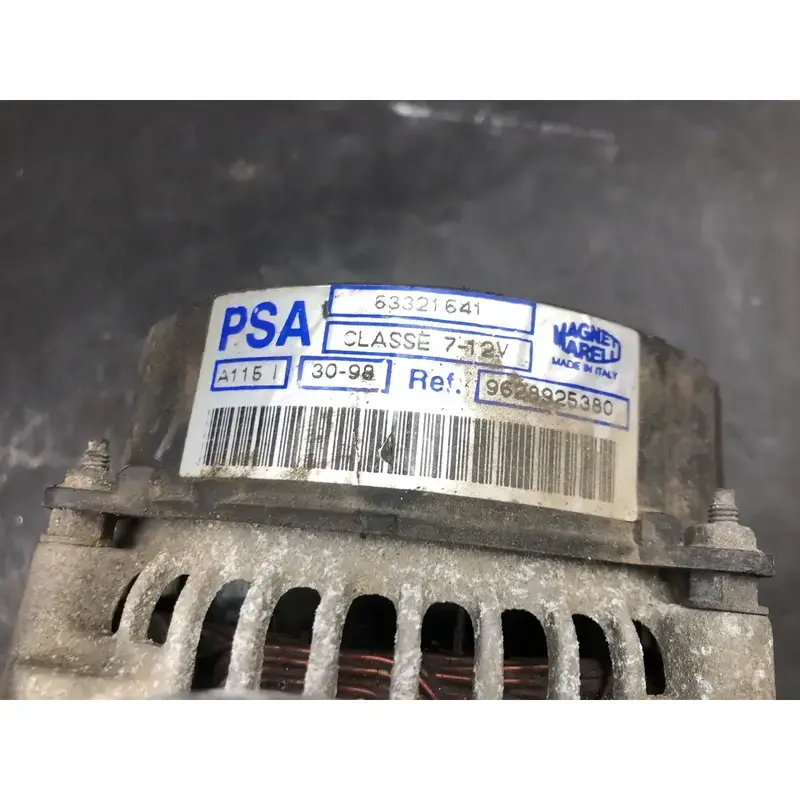 PSA
63321641
CLASSE 7-12V
A115 I
30-98
Ref.
9628925380
MAGNETI
MARELLI
MADE IN ITALY